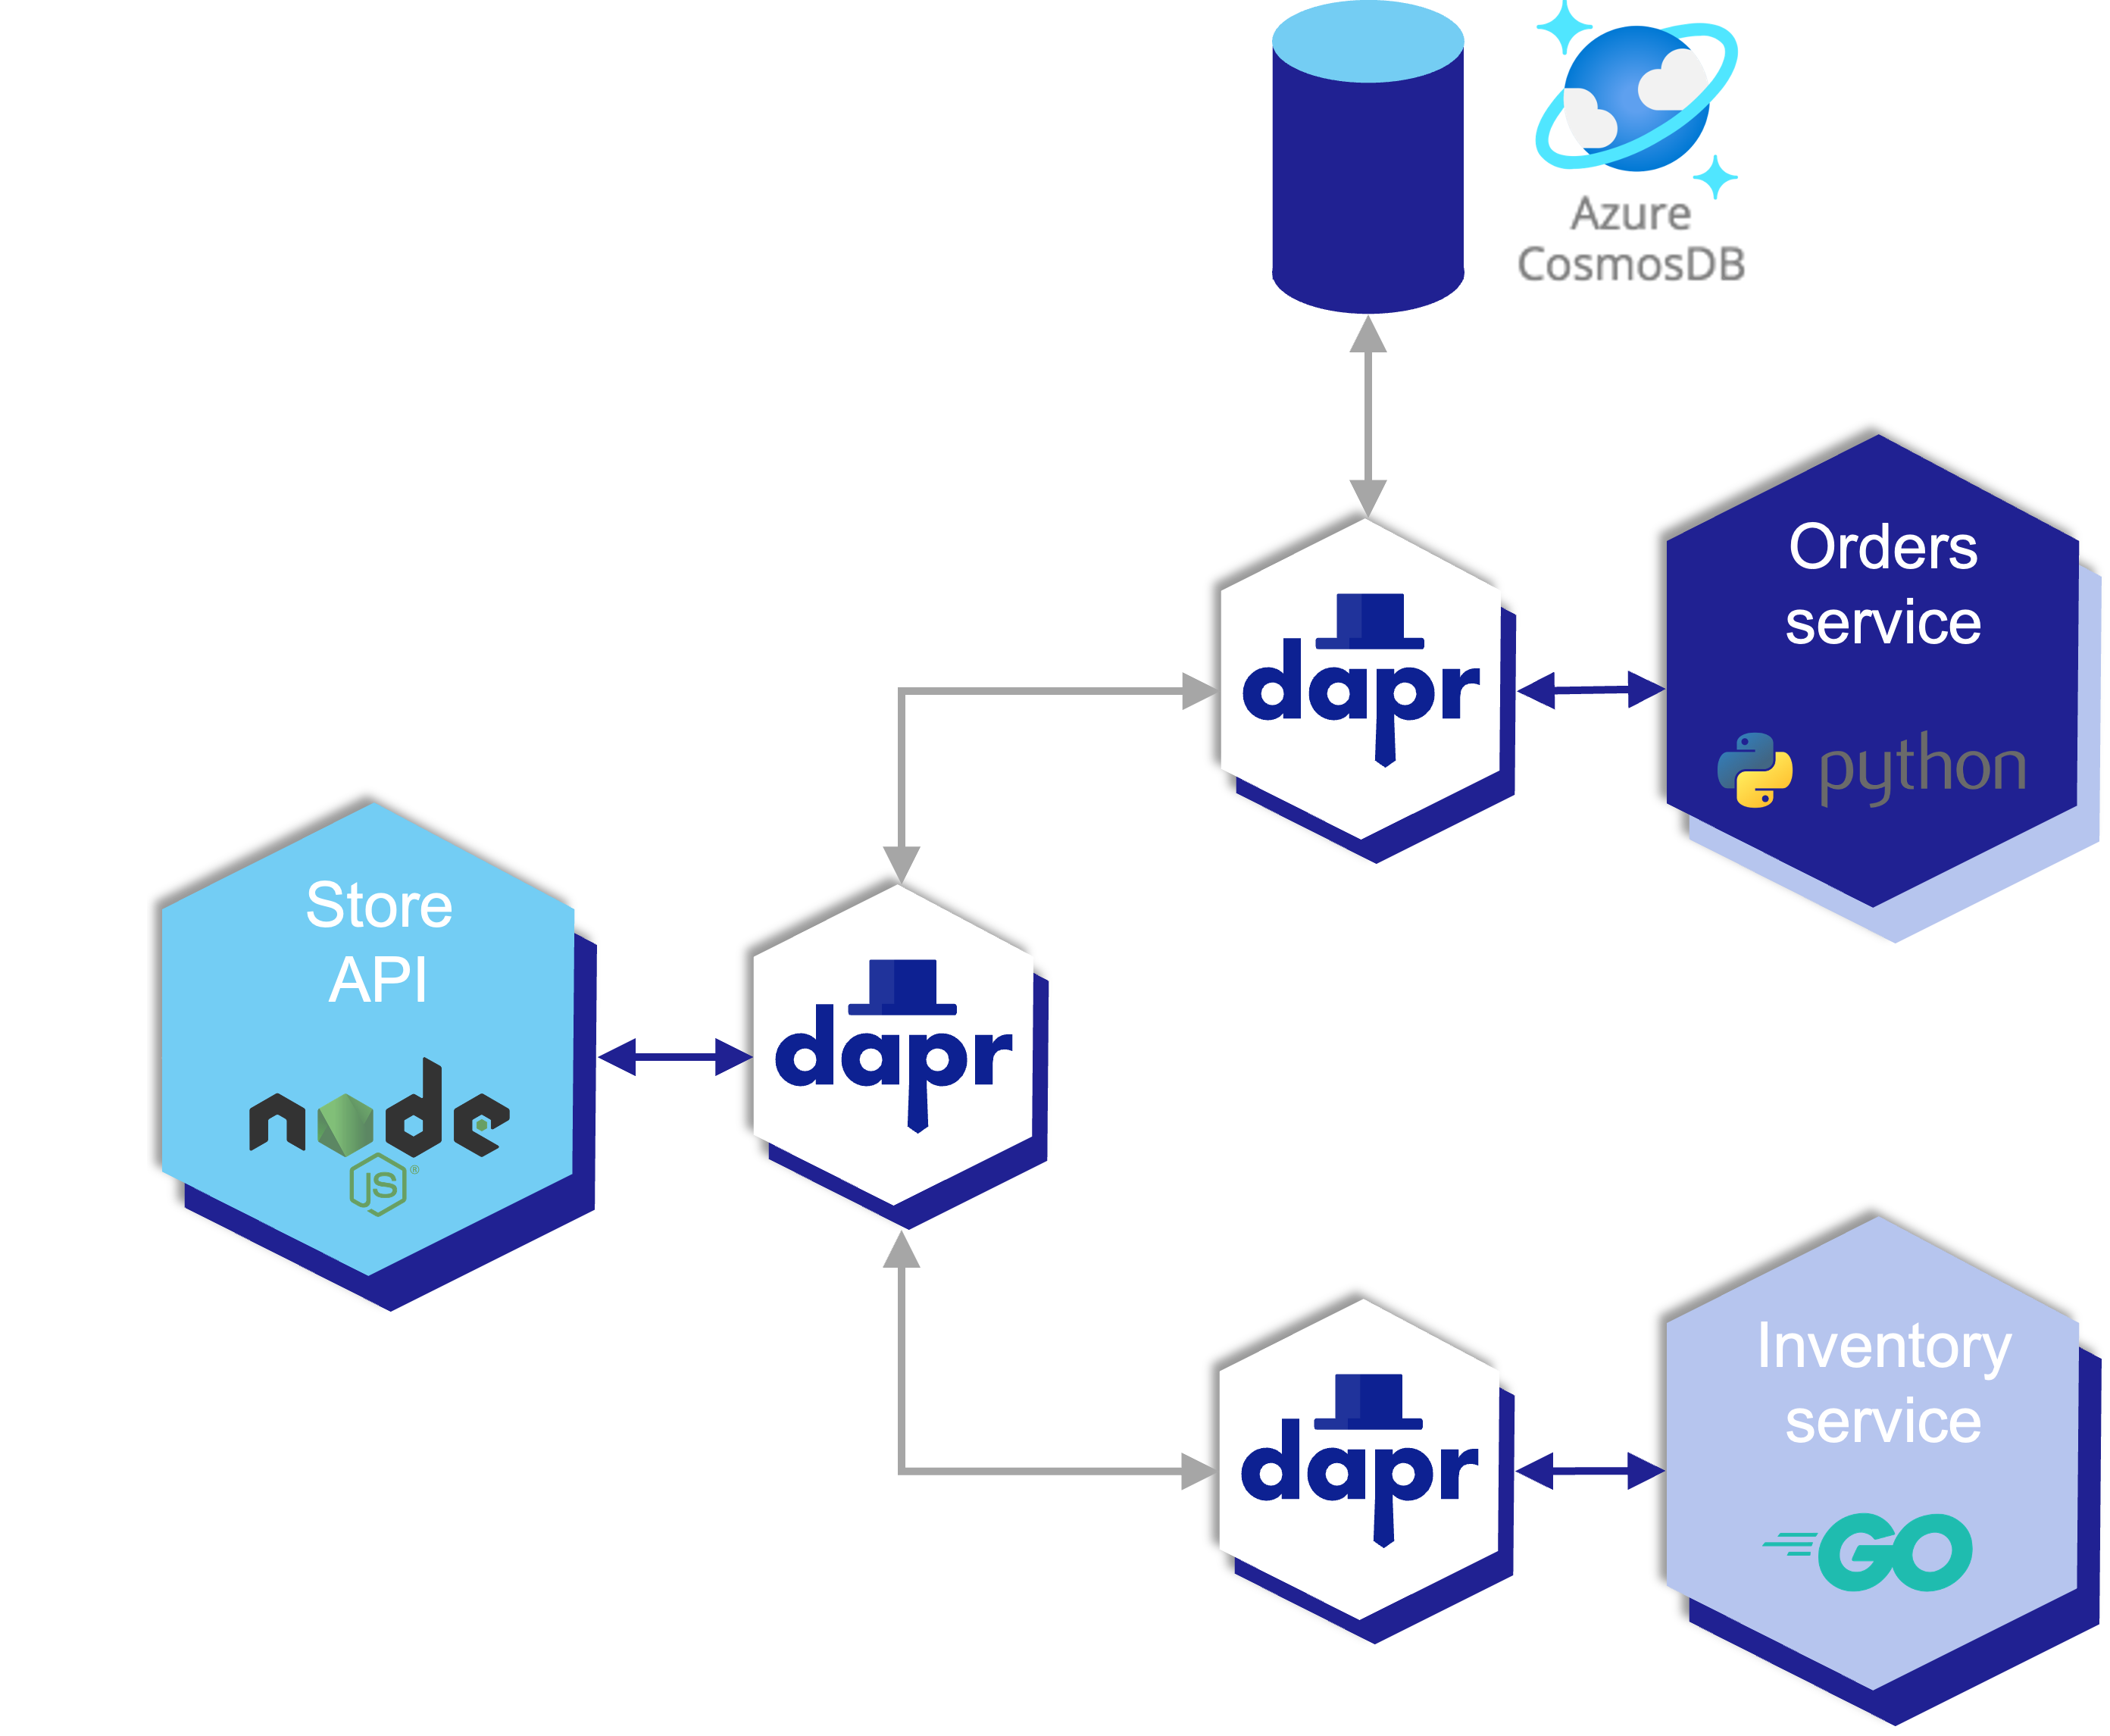 Azure
CosmosDB
Orders
service
python
dapr
Store
API
node
JS®
dapr
Inventory
service
GO
dapr